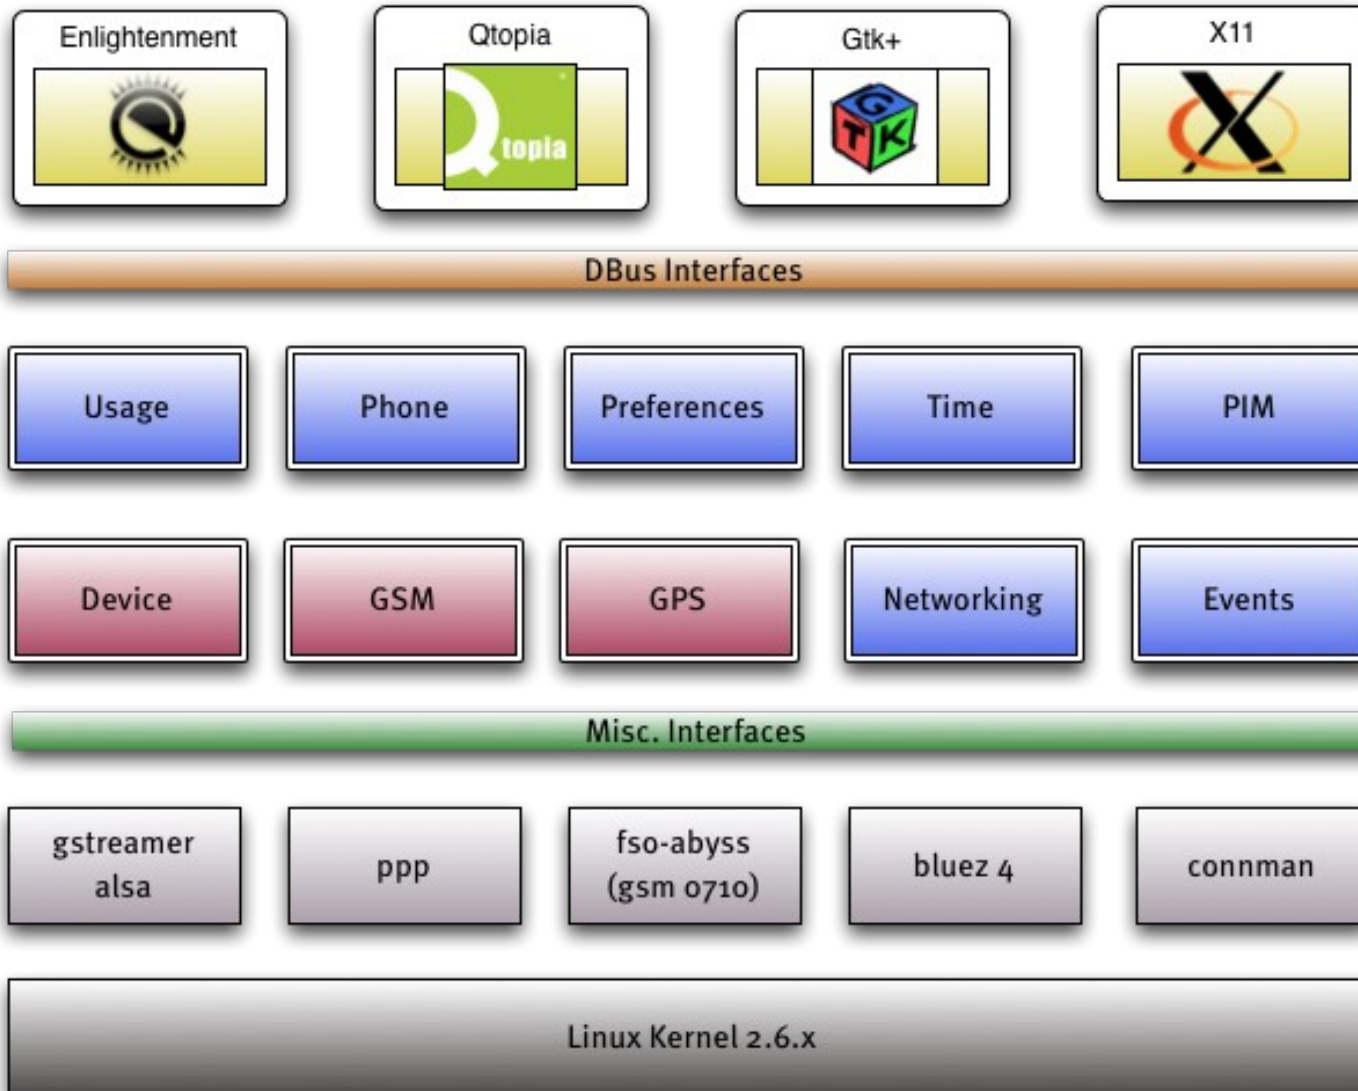 Enlightenment
Qtopia
Gtk+
X11
Qtopia
G
T K
X
DBus Interfaces
Usage
Phone
Preferences
Time
PIM
Device
GSM
GPS
Networking
Events
Misc. Interfaces
gstreamer
alsa
ppp
fso-abyss
(gsm 0710)
bluez 4
connman
Linux Kernel 2.6.x